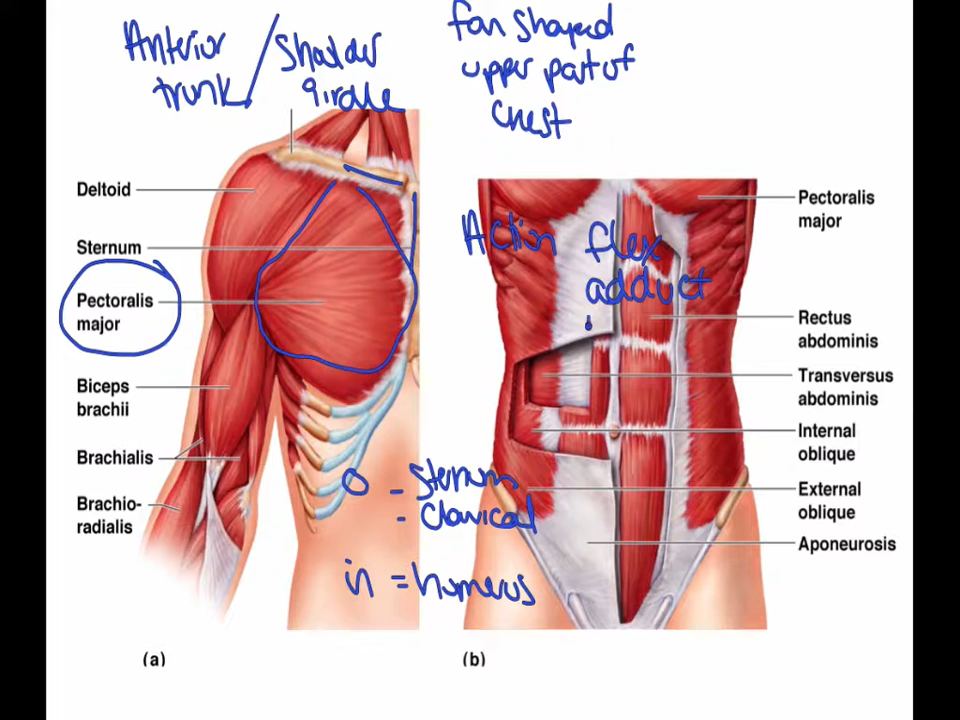 Anterior trunk / Shoulder girdle
fan shaped
upper part of
chest
Deltoid
Sternum
Pectoralis
major
Biceps
brachii
Brachialis
Brachio-
radialis
(a)
Action flex
adduct
O - Sternum
- Clavical
in = humerus
Pectoralis
major
Rectus
abdominis
Transversus
abdominis
Internal
oblique
External
oblique
Aponeurosis
(b)